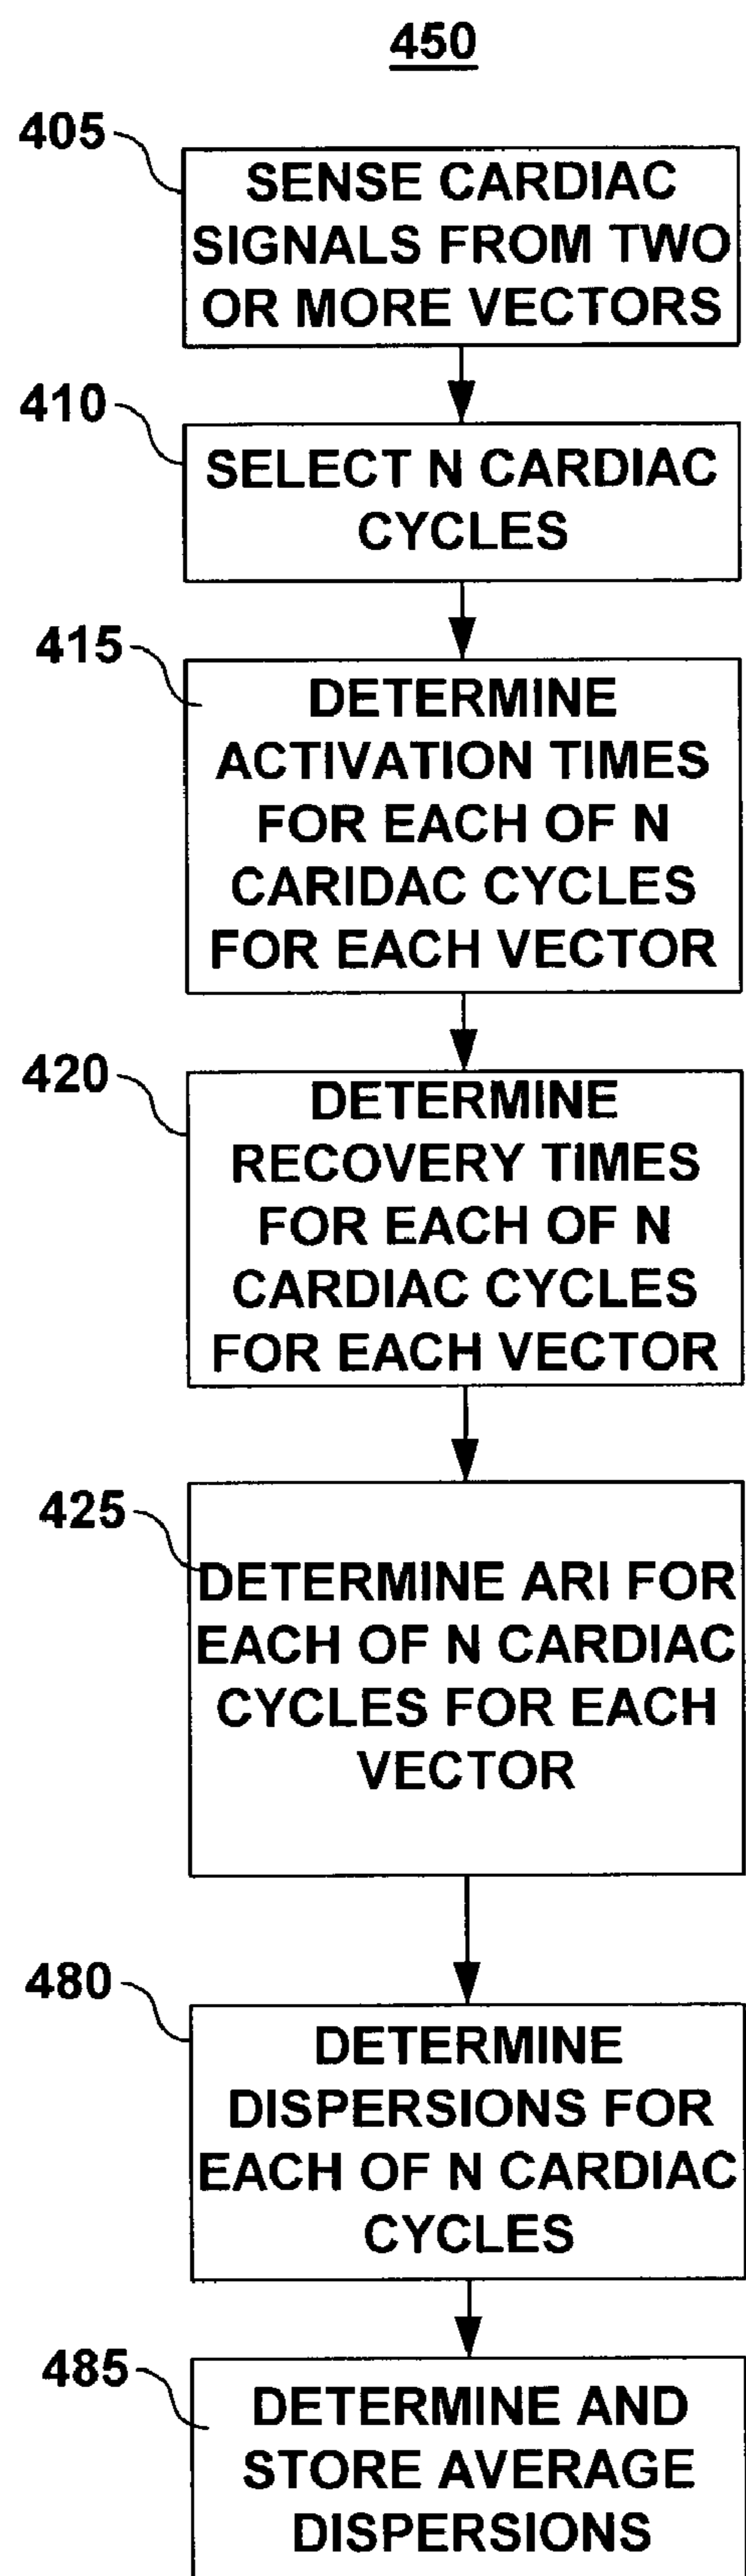 450
405
SENSE CARDIAC
SIGNALS FROM TWO
OR MORE VECTORS
410
SELECT N CARDIAC
CYCLES
415
DETERMINE
ACTIVATION TIMES
FOR EACH OF N
CARIDAC CYCLES
FOR EACH VECTOR
420
DETERMINE
RECOVERY TIMES
FOR EACH OF N
CARDIAC CYCLES
FOR EACH VECTOR
425
DETERMINE ARI FOR
EACH OF N CARDIAC
CYCLES FOR EACH
VECTOR
480
DETERMINE
DISPERSIONS FOR
EACH OF N CARDIAC
CYCLES
485
DETERMINE AND
STORE AVERAGE
DISPERSIONS